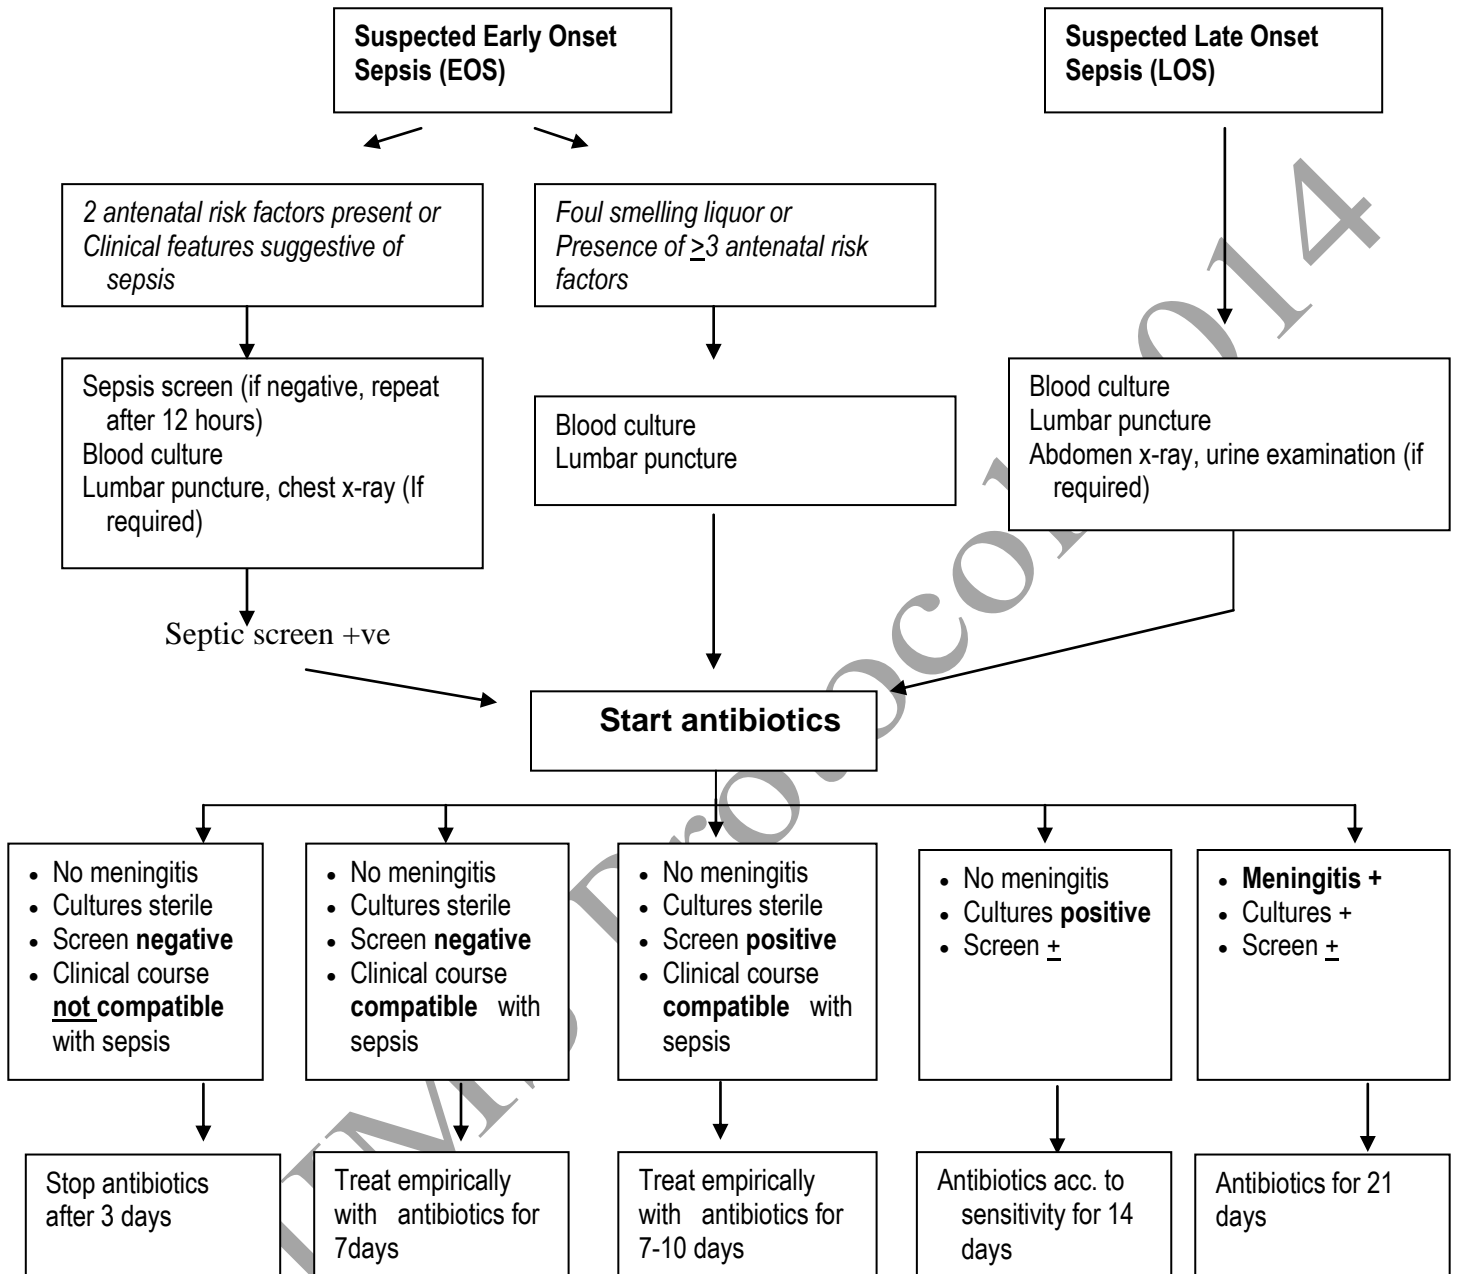 Suspected Early Onset
Sepsis (EOS)
Suspected Late Onset
Sepsis (LOS)
2 antenatal risk factors present or
Clinical features suggestive of
sepsis
Foul smelling liquor or
Presence of ≥3 antenatal risk
factors
Sepsis screen (if negative, repeat
after 12 hours)
Blood culture
Lumbar puncture, chest x-ray (If
required)
Blood culture
Lumbar puncture
Blood culture
Lumbar puncture
Abdomen x-ray, urine examination (if
required)
Septic screen +ve
Start antibiotics
• No meningitis
• Cultures sterile
• Screen negative
• Clinical course
not compatible
with sepsis
• No meningitis
• Cultures sterile
• Screen negative
• Clinical course
compatible with
sepsis
• No meningitis
• Cultures sterile
• Screen positive
• Clinical course
compatible with
sepsis
• No meningitis
• Cultures positive
• Screen ±
• Meningitis +
• Cultures +
• Screen ±
Stop antibiotics
after 3 days
Treat empirically
with antibiotics for
7days
Treat empirically
with antibiotics for
7-10 days
Antibiotics acc. to
sensitivity for 14
days
Antibiotics for 21
days